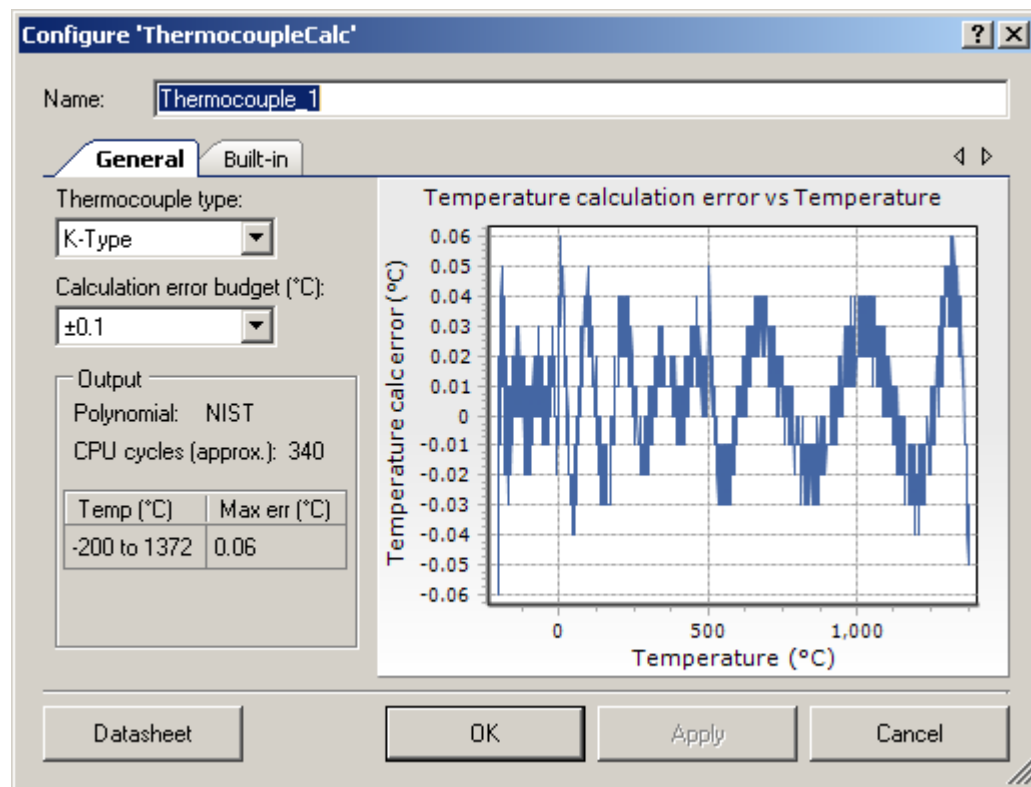 Configure 'ThermocoupleCalc'
Name: Thermocouple_1
General Built-in
Thermocouple type:
K-Type
Calculation error budget (°C):
±0.1
Output
Polynomial: NIST
CPU cycles (approx.): 340
Temp (°C) Max err (°C)
-200 to 1372 0.06
Temperature calculation error vs Temperature
Temperature calc error (°C)
0.06
0.05
0.04
0.03
0.02
0.01
0
-0.01
-0.02
-0.03
-0.04
-0.05
-0.06
0 500 1,000
Temperature (°C)
Datasheet OK Apply Cancel